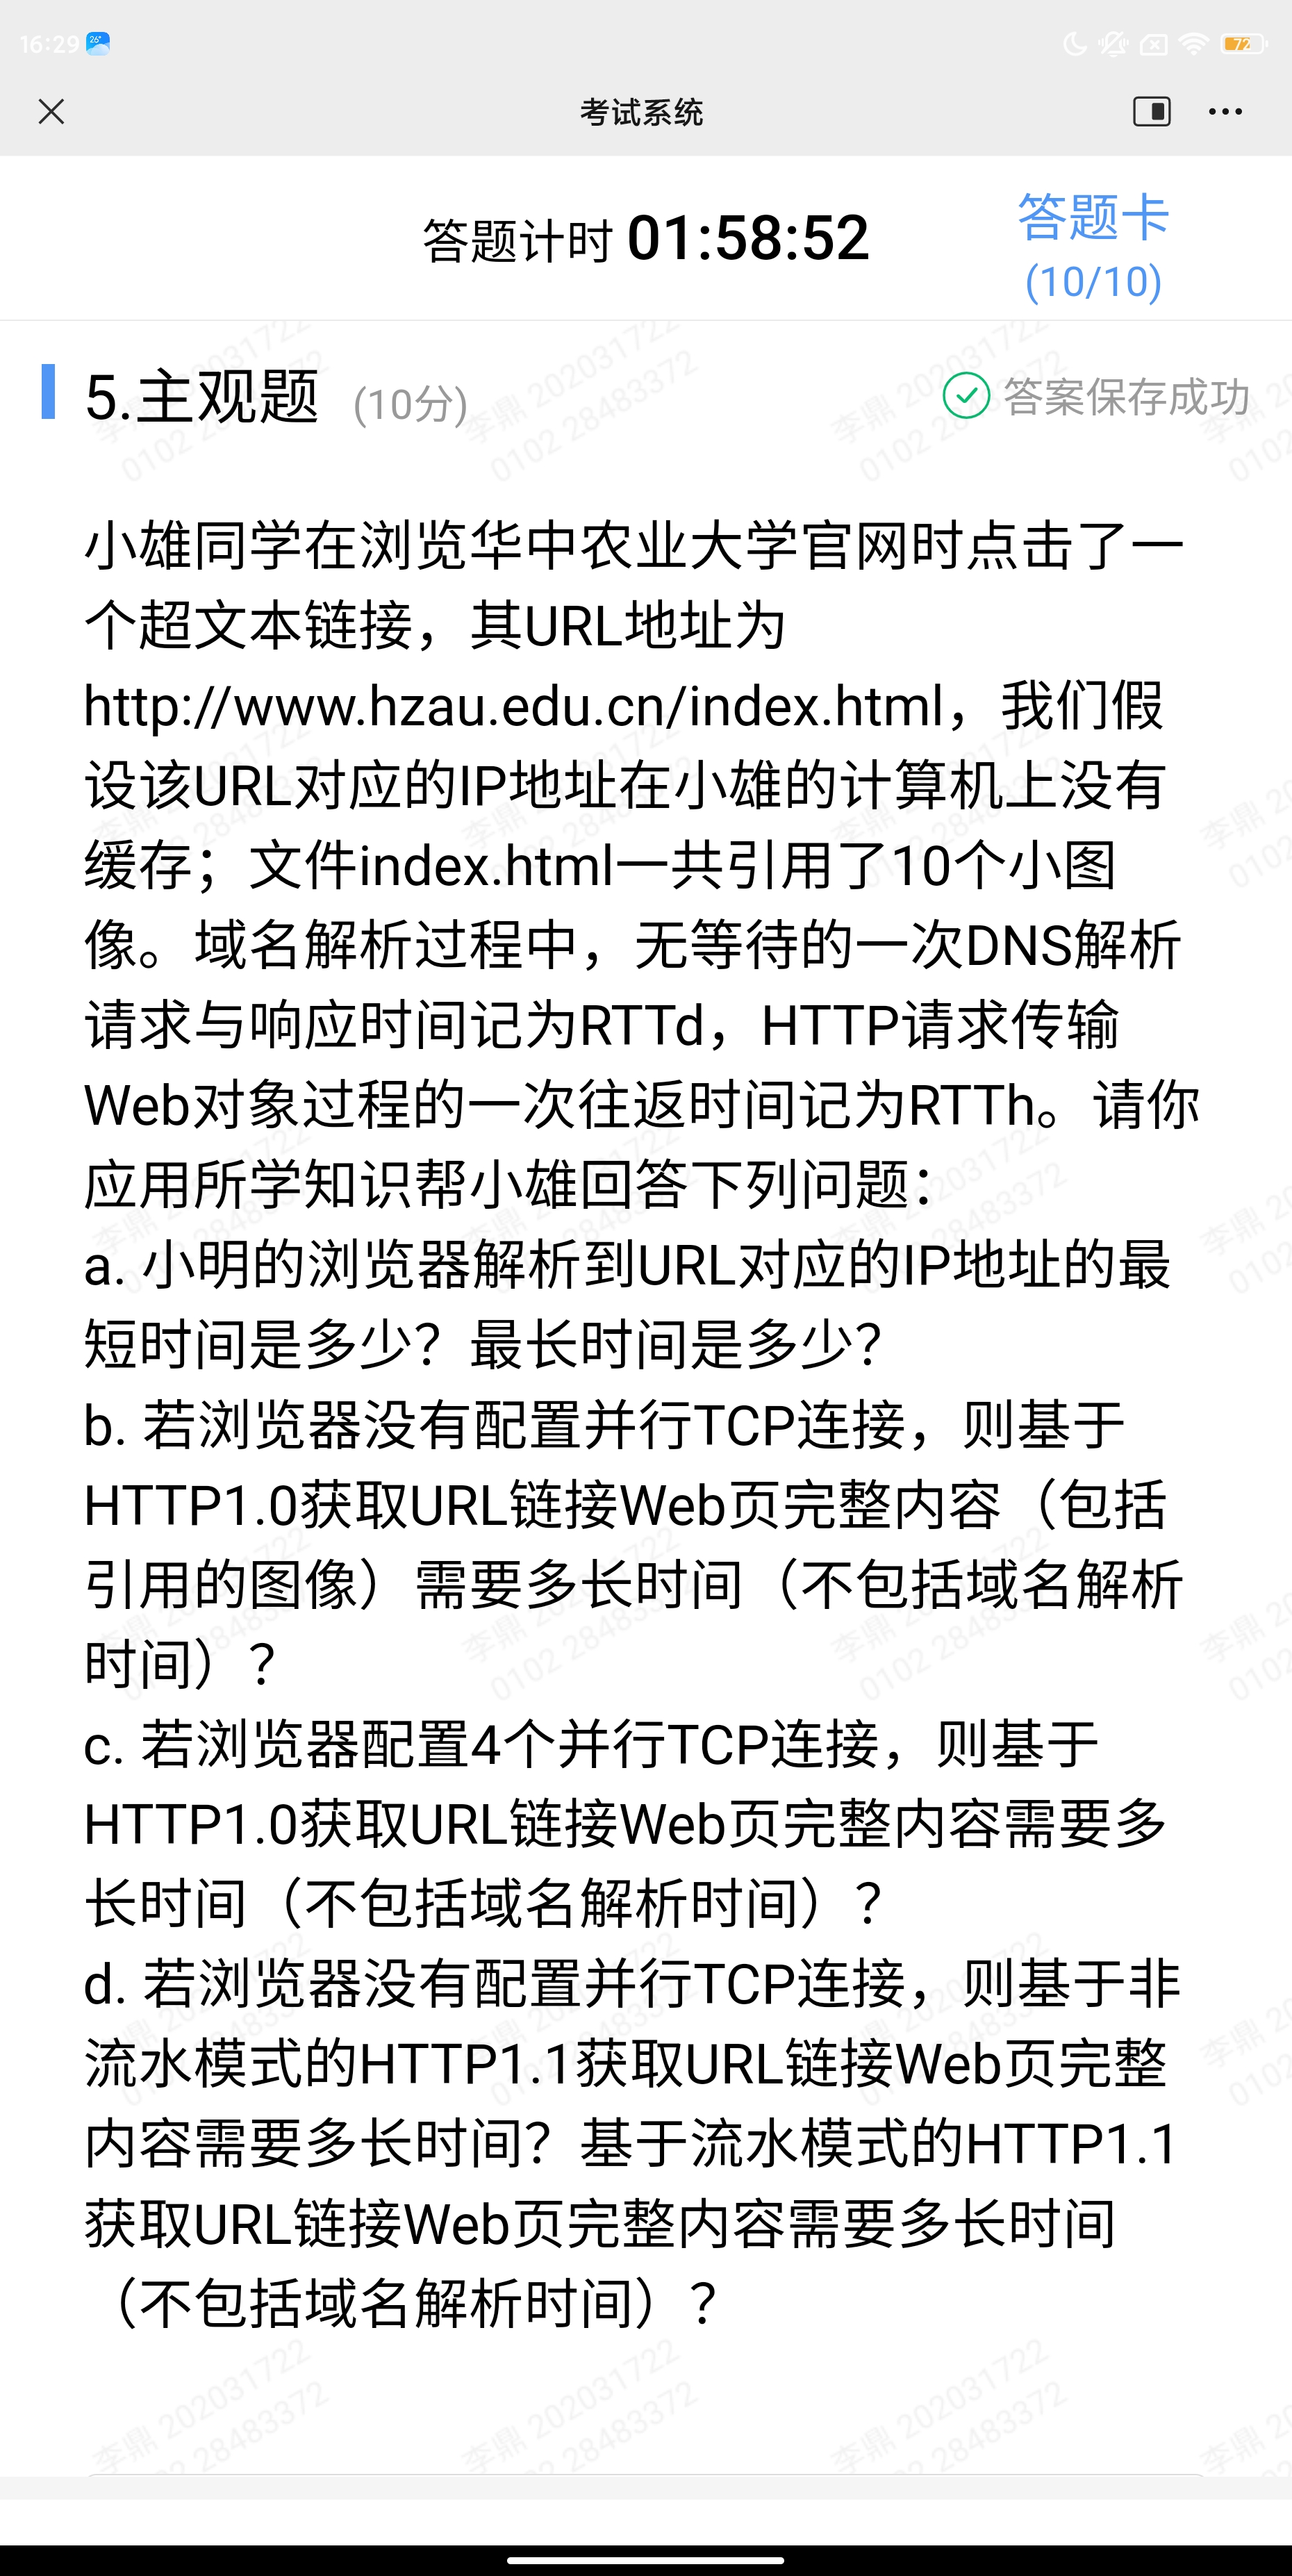 16:29 26°
72
考试系统
答题计时 01:58:52
答题卡
(10/10)
5.主观题 (10分)
答案保存成功
小雄同学在浏览华中农业大学官网时点击了一
个超文本链接，其URL地址为
http://www.hzau.edu.cn/index.html，我们假
设该URL对应的IP地址在小雄的计算机上没有
缓存；文件index.html一共引用了10个小图
像。域名解析过程中，无等待的一次DNS解析
请求与响应时间记为RTTd，HTTP请求传输
Web对象过程的一次往返时间记为RTTh。请你
应用所学知识帮小雄回答下列问题：
a. 小明的浏览器解析到URL对应的IP地址的最
短时间是多少？最长时间是多少？
b. 若浏览器没有配置并行TCP连接，则基于
HTTP1.0获取URL链接Web页完整内容（包括
引用的图像）需要多长时间（不包括域名解析
时间）？
c. 若浏览器配置4个并行TCP连接，则基于
HTTP1.0获取URL链接Web页完整内容需要多
长时间（不包括域名解析时间）？
d. 若浏览器没有配置并行TCP连接，则基于非
流水模式的HTTP1.1获取URL链接Web页完整
内容需要多长时间？基于流水模式的HTTP1.1
获取URL链接Web页完整内容需要多长时间
（不包括域名解析时间）？
李鼎 202031722
0102 28483372